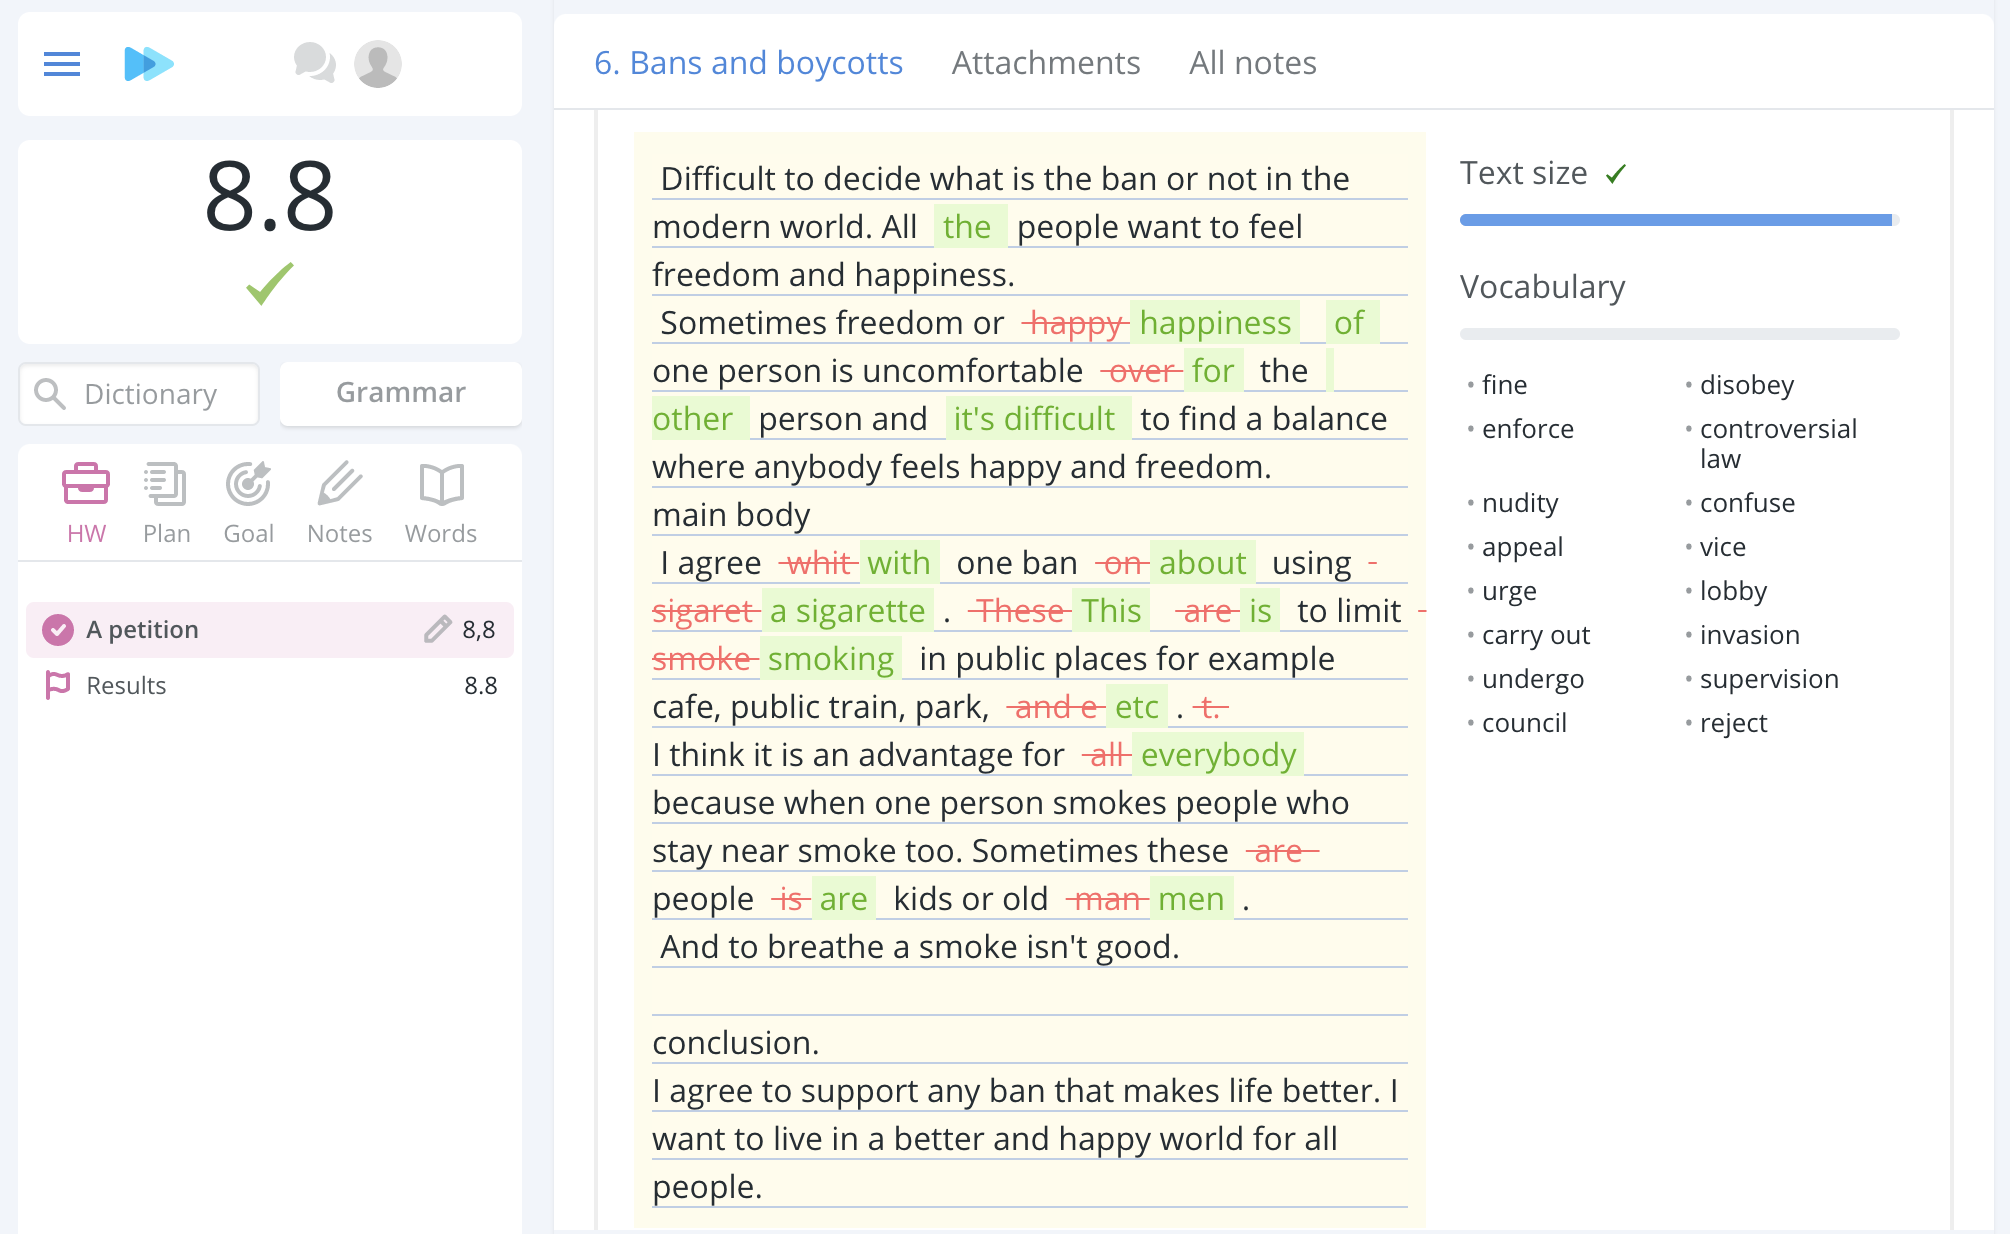 6. Bans and boycotts Attachments All notes
8.8
Dictionary
Grammar
HW Plan Goal Notes Words
A petition 8,8
Results 8.8
Difficult to decide what is the ban or not in the
modern world. All the people want to feel
freedom and happiness.
Sometimes freedom or happy happiness of
one person is uncomfortable over for the
other person and it's difficult to find a balance
where anybody feels happy and freedom.
main body
I agree whit with one ban on about using
sigaret a sigarette . These This are is to limit
smoke smoking in public places for example
cafe, public train, park, and e etc . t.
I think it is an advantage for all everybody
because when one person smokes people who
stay near smoke too. Sometimes these are
people is are kids or old man men .
And to breathe a smoke isn't good.
conclusion.
I agree to support any ban that makes life better. I
want to live in a better and happy world for all
people.
Text size
Vocabulary
• fine • disobey
• enforce • controversial
law
• nudity • confuse
• appeal • vice
• urge • lobby
• carry out • invasion
• undergo • supervision
• council • reject